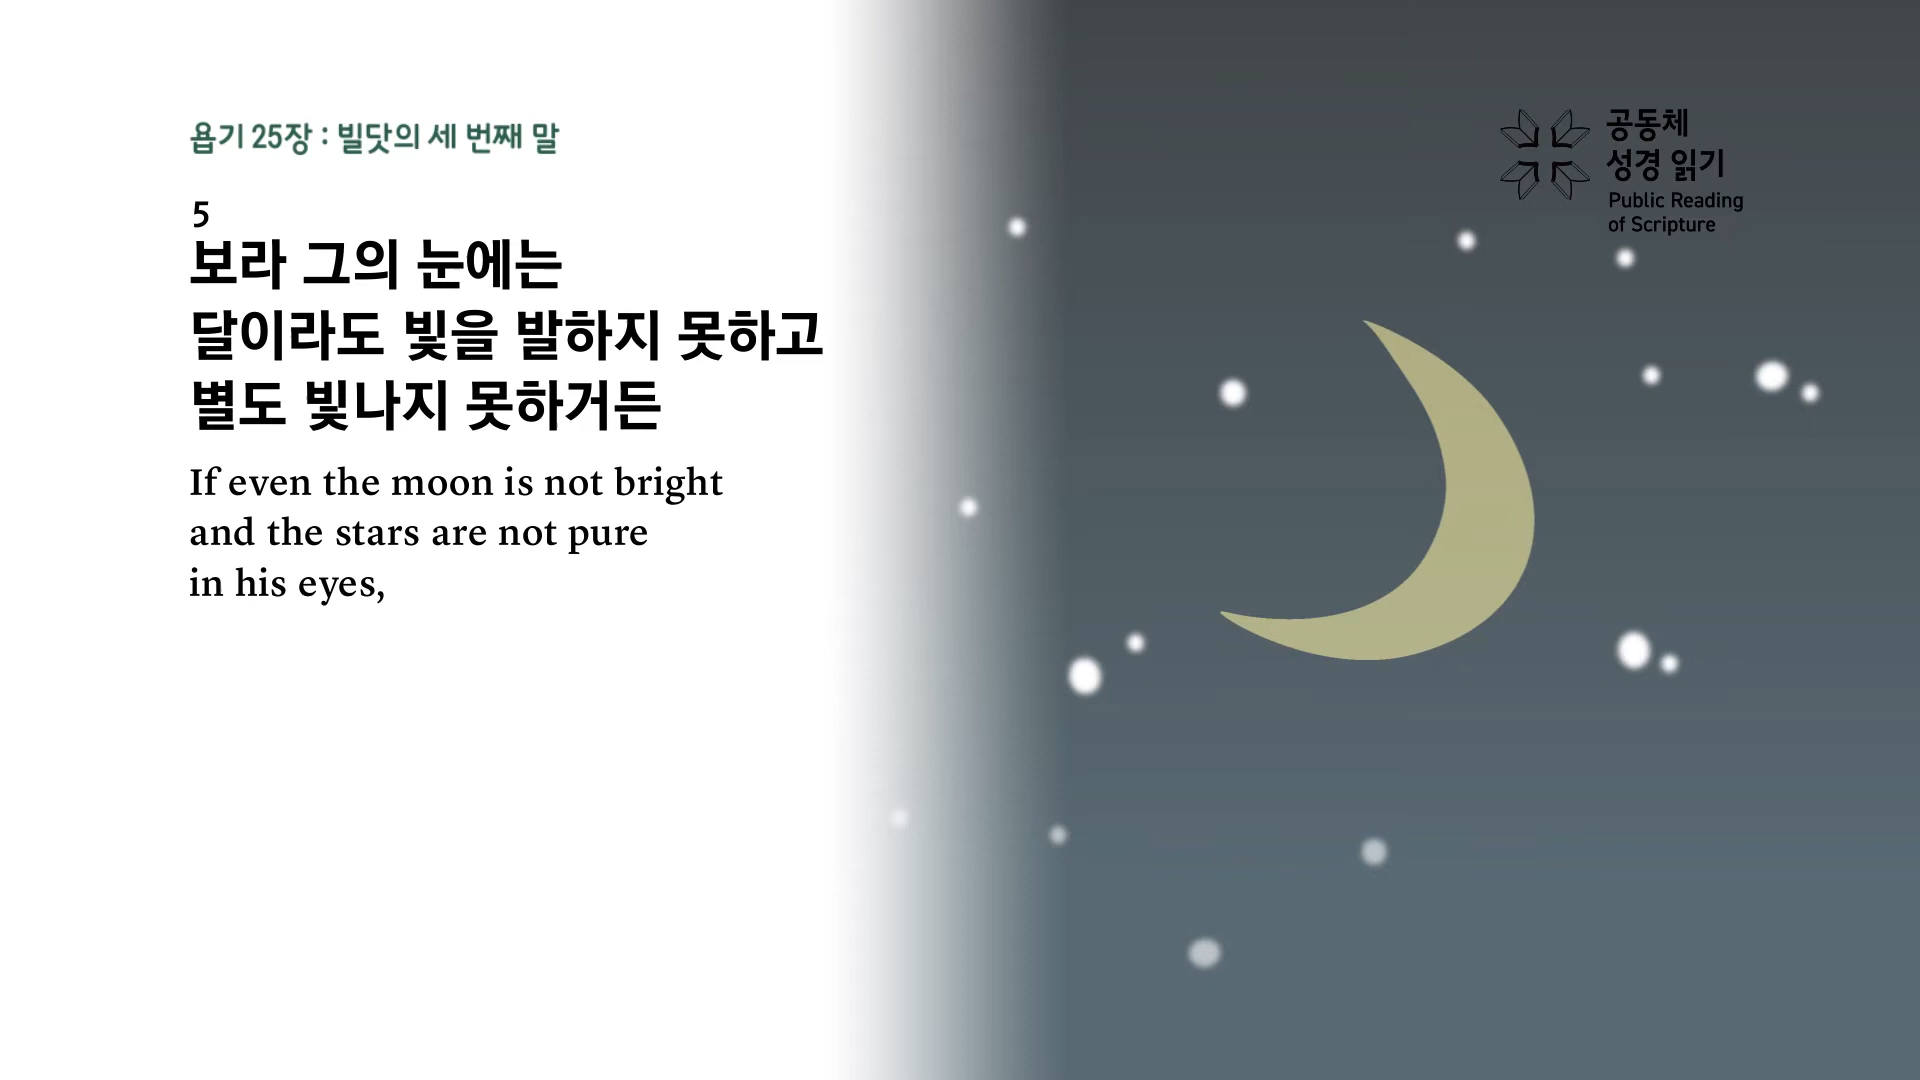 욥기 25장 : 빌닷의 세 번째 말
5
보라 그의 눈에는
달이라도 빛을 발하지 못하고
별도 빛나지 못하거든
If even the moon is not bright
and the stars are not pure
in his eyes,
공동체
성경 읽기
Public Reading
of Scripture